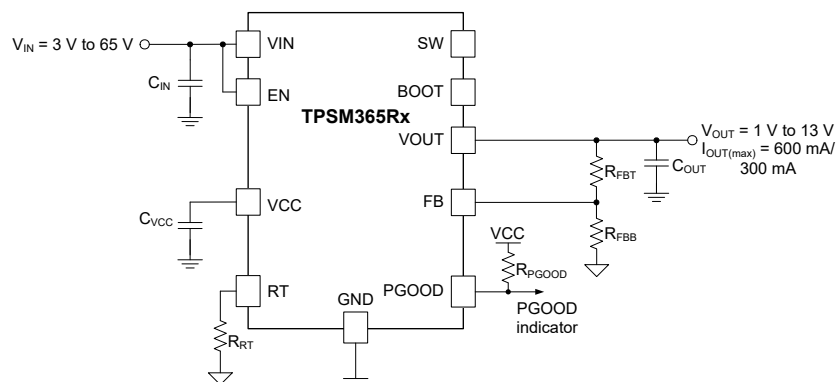 V_IN = 3 V to 65 V
C_IN
VIN
EN
SW
BOOT
TPSM365Rx
VOUT
V_OUT = 1 V to 13 V
I_OUT(max) = 600 mA/
300 mA
C_OUT
R_FBT
FB
R_FBB
VCC
C_VCC
VCC
R_PGOOD
RT
GND
PGOOD
PGOOD
indicator
R_RT